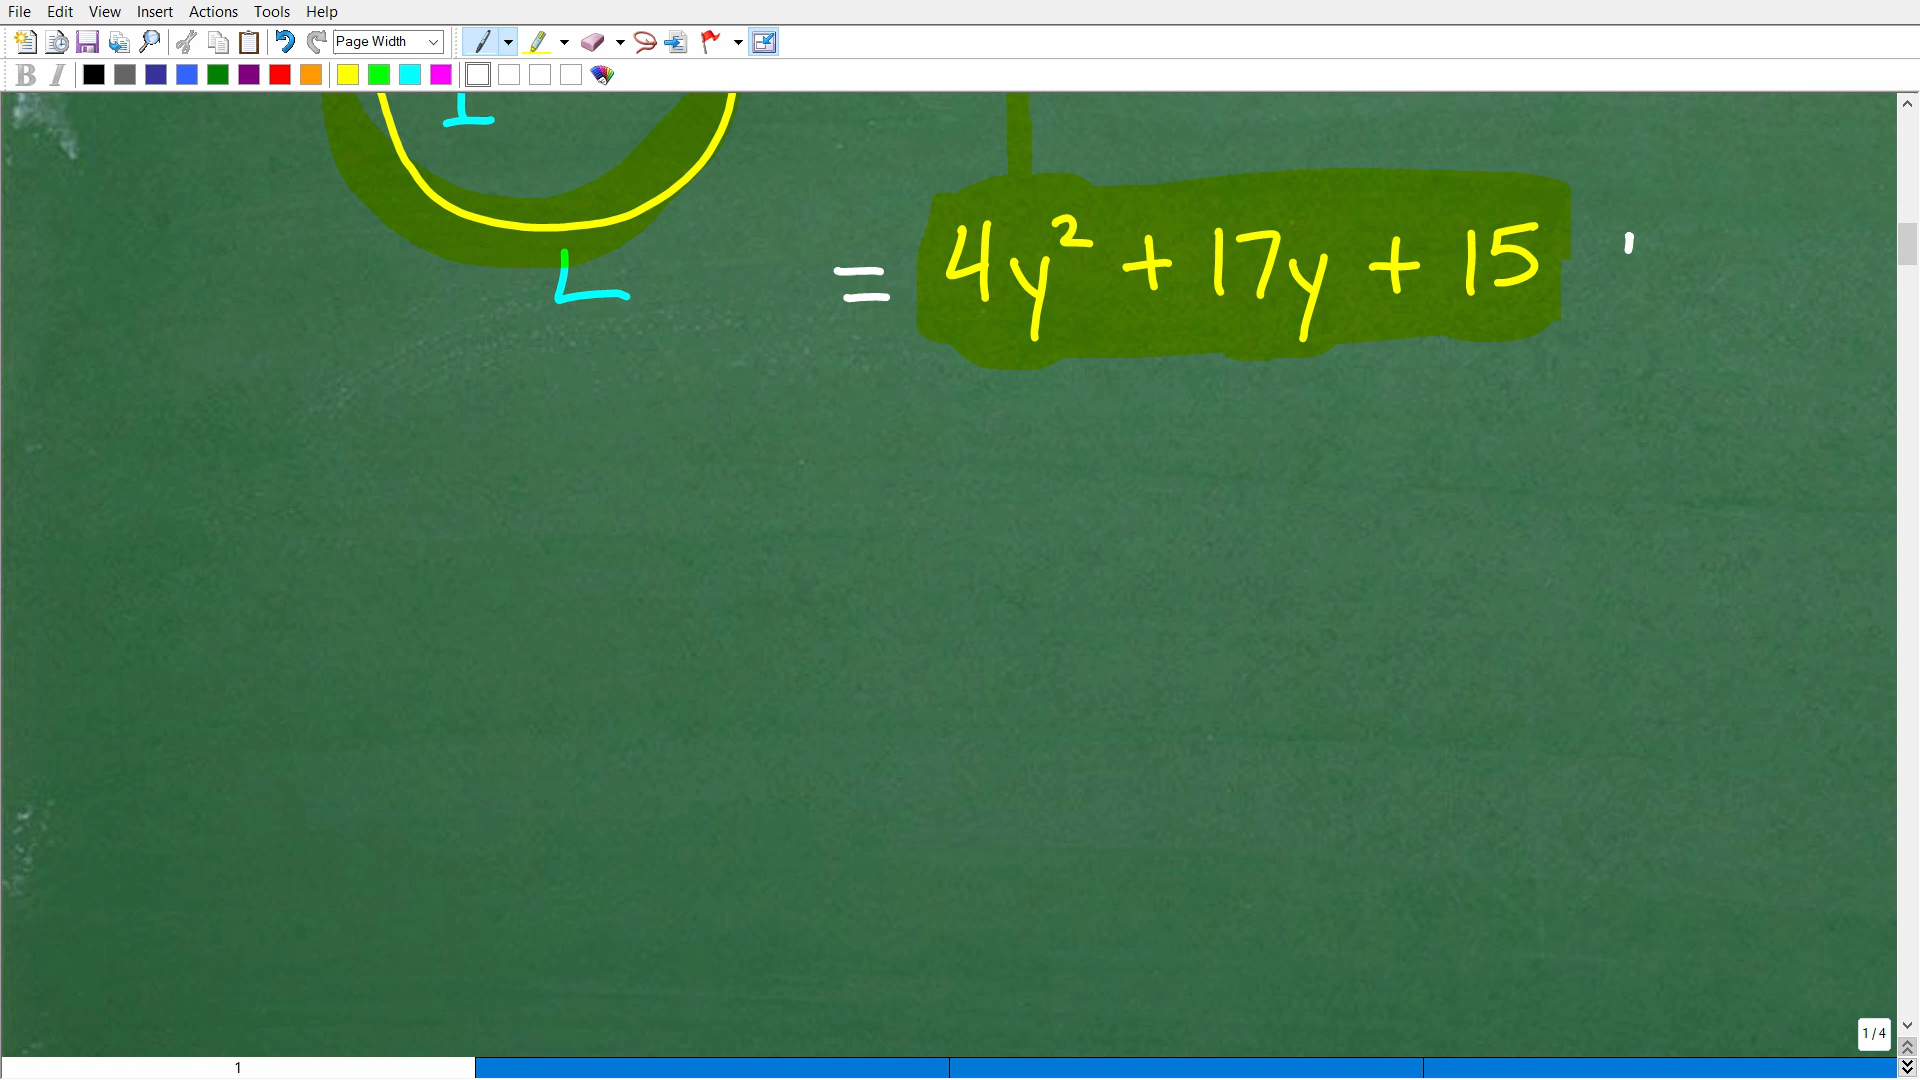 File Edit View Insert Actions Tools Help
Page Width
B I
I
L
= 4y² + 17y + 15
1 / 4
1